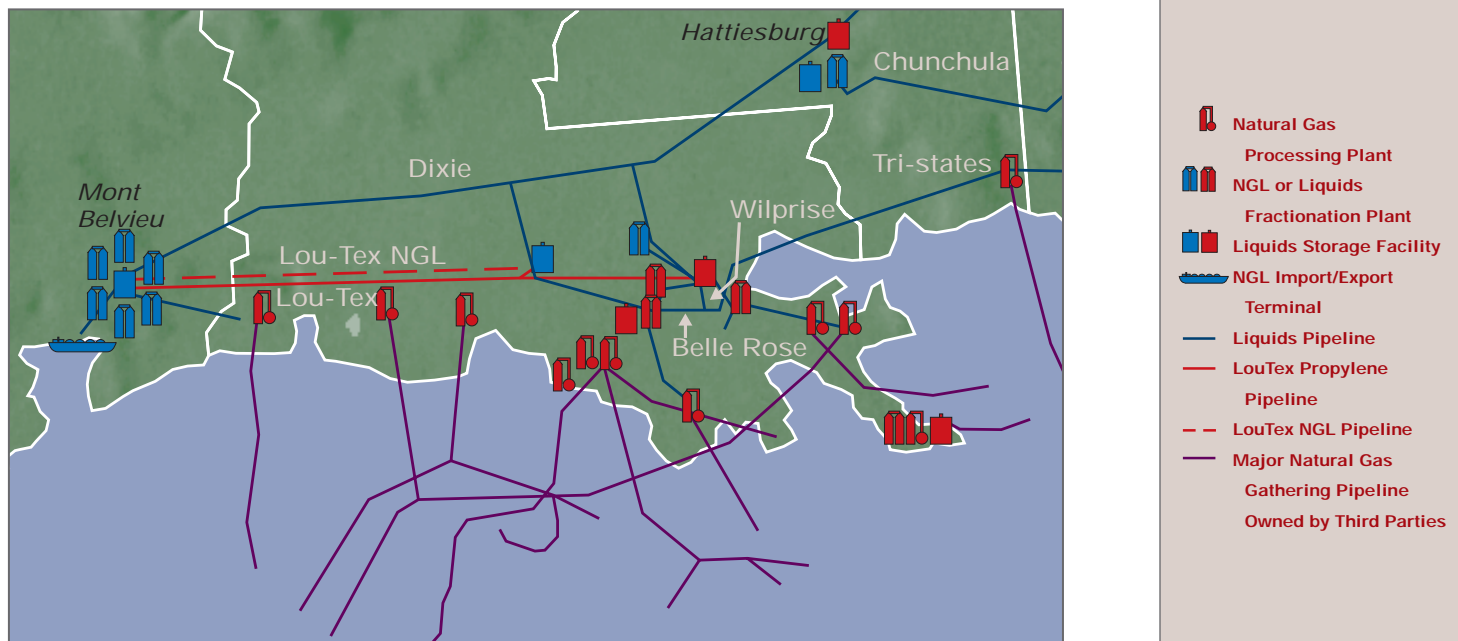 Hattiesburg
Chunchula
Dixie
Tri-states
Mont
Belvieu
Wilprise
Lou-Tex NGL
Lou-Tex
Belle Rose
Natural Gas
Processing Plant
NGL or Liquids
Fractionation Plant
Liquids Storage Facility
NGL Import/Export
Terminal
Liquids Pipeline
LouTex Propylene
Pipeline
LouTex NGL Pipeline
Major Natural Gas
Gathering Pipeline
Owned by Third Parties